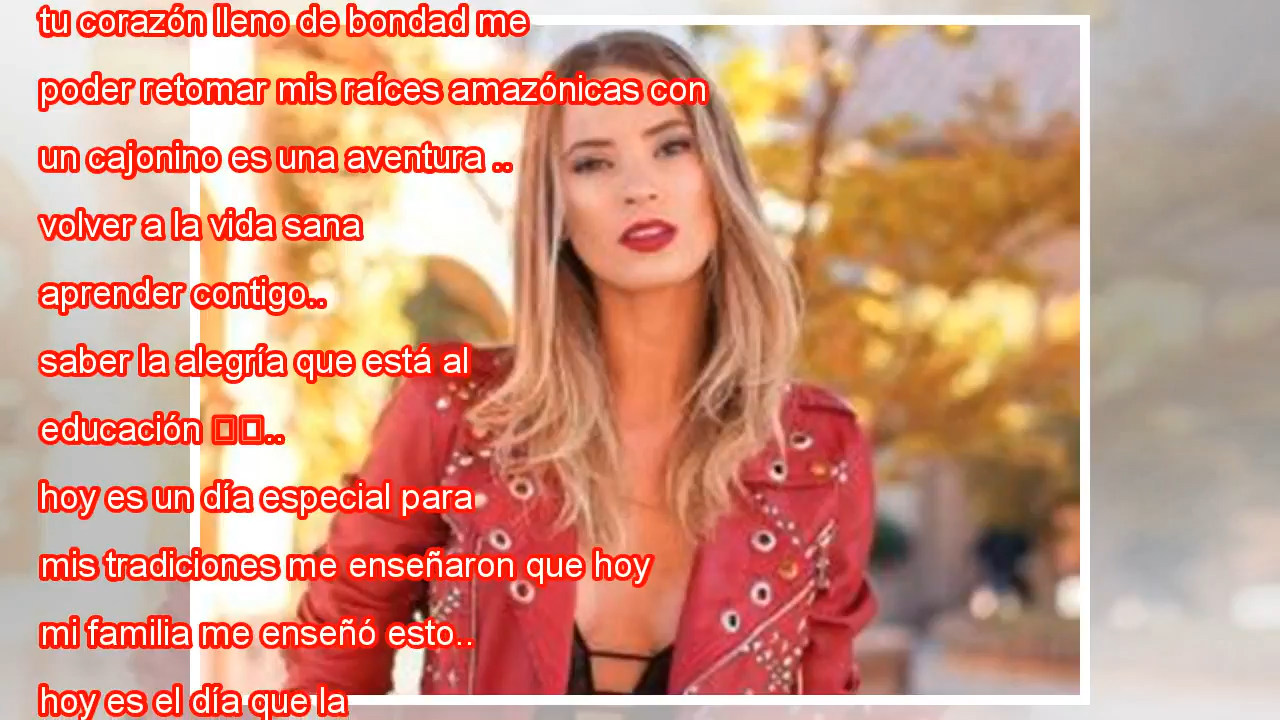 tu corazón lleno de bondad me
poder retomar mis raíces amazónicas con
un cajonino es una aventura ..
volver a la vida sana
aprender contigo..
saber la alegría que está al
educación 🏻‍..
hoy es un día especial para
mis tradiciones me enseñaron que hoy
mi familia me enseñó esto..
hoy es el día que la